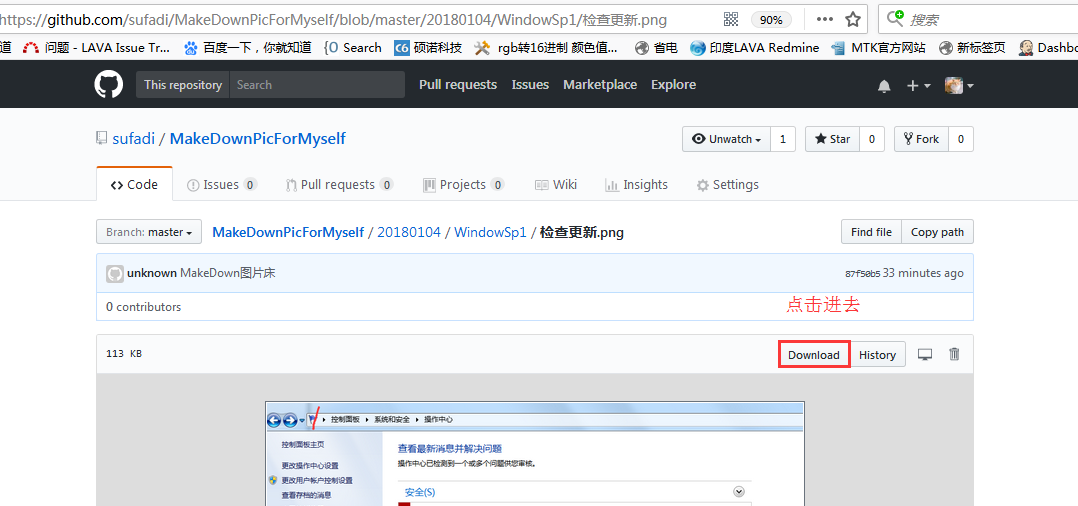 https://github.com/sufadi/MakeDownPicForMyself/blob/master/20180104/WindowSp1/检查更新.png 90% 搜索
道 问题 - LAVA Issue Tr... 百度一下，你就知道 Search 硕诺科技 rgb转16进制 颜色值... 省电 印度LAVA Redmine MTK官方网站 新标签页 Dashbo
This repository Search Pull requests Issues Marketplace Explore
sufadi / MakeDownPicForMyself Unwatch 1 Star 0 Fork 0
Code Issues 0 Pull requests 0 Projects 0 Wiki Insights Settings
Branch: master MakeDownPicForMyself / 20180104 / WindowSp1 / 检查更新.png Find file Copy path
unknown MakeDown图片床 87f50b5 33 minutes ago
0 contributors
点击进去
113 KB Download History
控制面板 系统和安全 操作中心
控制面板主页
查看最新消息并解决问题
操作中心已检测到一个或多个问题供您审核。
更改操作中心设置
更改用户帐户控制设置
查看存档的消息
安全(S)